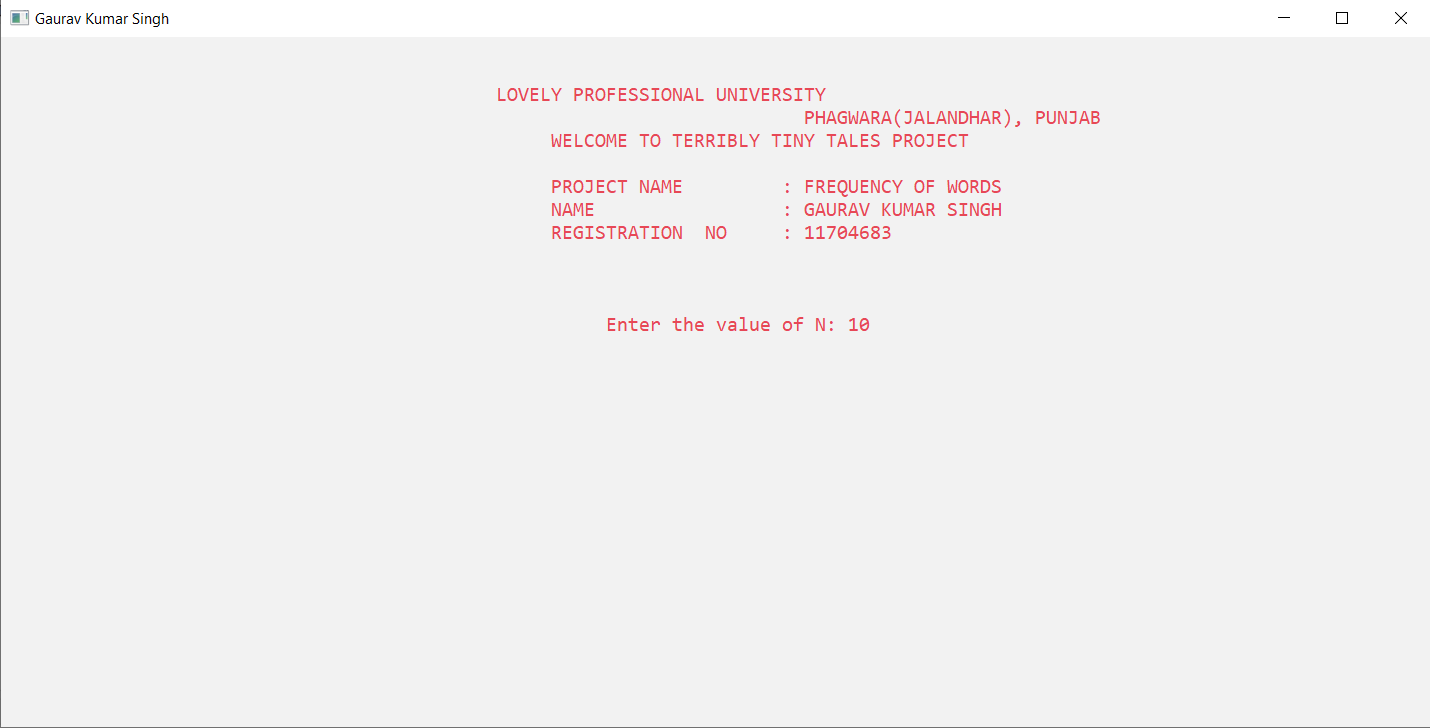 Gaurav Kumar Singh
LOVELY PROFESSIONAL UNIVERSITY
PHAGWARA(JALANDHAR), PUNJAB
WELCOME TO TERRIBLY TINY TALES PROJECT
PROJECT NAME : FREQUENCY OF WORDS
NAME : GAURAV KUMAR SINGH
REGISTRATION NO : 11704683
Enter the value of N: 10